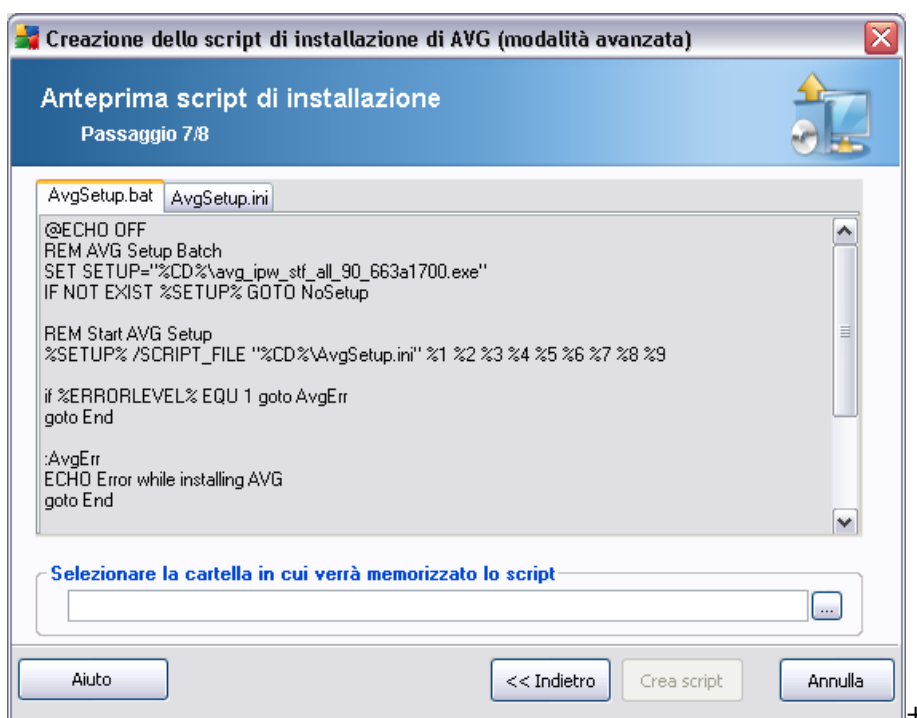 Creazione dello script di installazione di AVG (modalità avanzata)
Anteprima script di installazione
Passaggio 7/8
AvgSetup.bat
AvgSetup.ini
@ECHO OFF
REM AVG Setup Batch
SET SETUP="%CD%\avg_ipw_stf_all_90_663a1700.exe"
IF NOT EXIST %SETUP% GOTO NoSetup
REM Start AVG Setup
%SETUP% /SCRIPT_FILE "%CD%\AvgSetup.ini" %1 %2 %3 %4 %5 %6 %7 %8 %9
if %ERRORLEVEL% EQU 1 goto AvgErr
goto End
:AvgErr
ECHO Error while installing AVG
goto End
Selezionare la cartella in cui verrà memorizzato lo script
...
Aiuto
<< Indietro
Crea script
Annulla